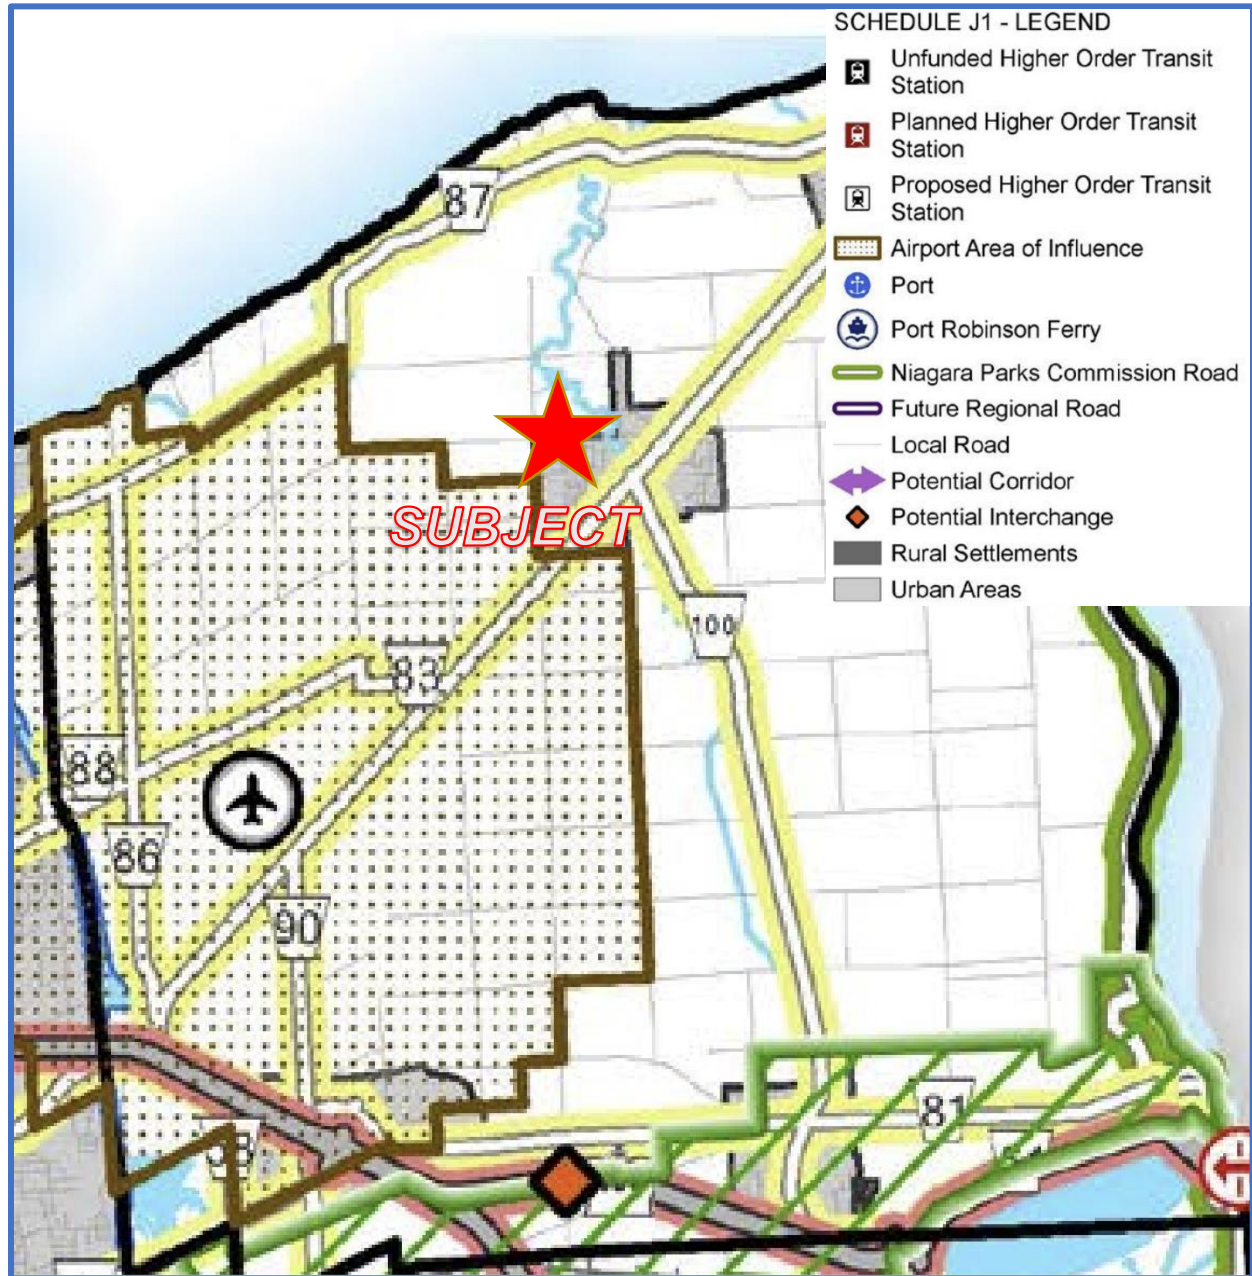 SCHEDULE J1 - LEGEND
Unfunded Higher Order Transit
Station
Planned Higher Order Transit
Station
Proposed Higher Order Transit
Station
Airport Area of Influence
Port
Port Robinson Ferry
Niagara Parks Commission Road
Future Regional Road
Local Road
Potential Corridor
Potential Interchange
Rural Settlements
Urban Areas
87
SUBJECT
100
83
88
86
90
81